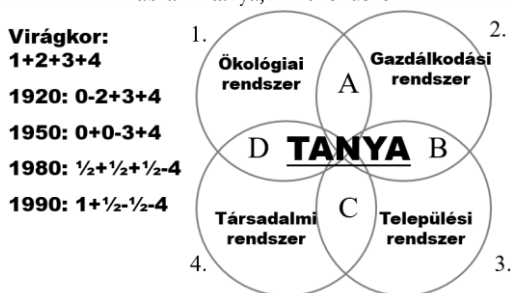 Virágkor:
1+2+3+4
1920: 0-2+3+4
1950: 0+0-3+4
1980: ½+½+½-4
1990: 1+½-½-4
1.
Ökológiai
rendszer
A
2.
Gazdálkodási
rendszer
D
TANYA
B
Társadalmi
rendszer
C
Települési
rendszer
4.
3.